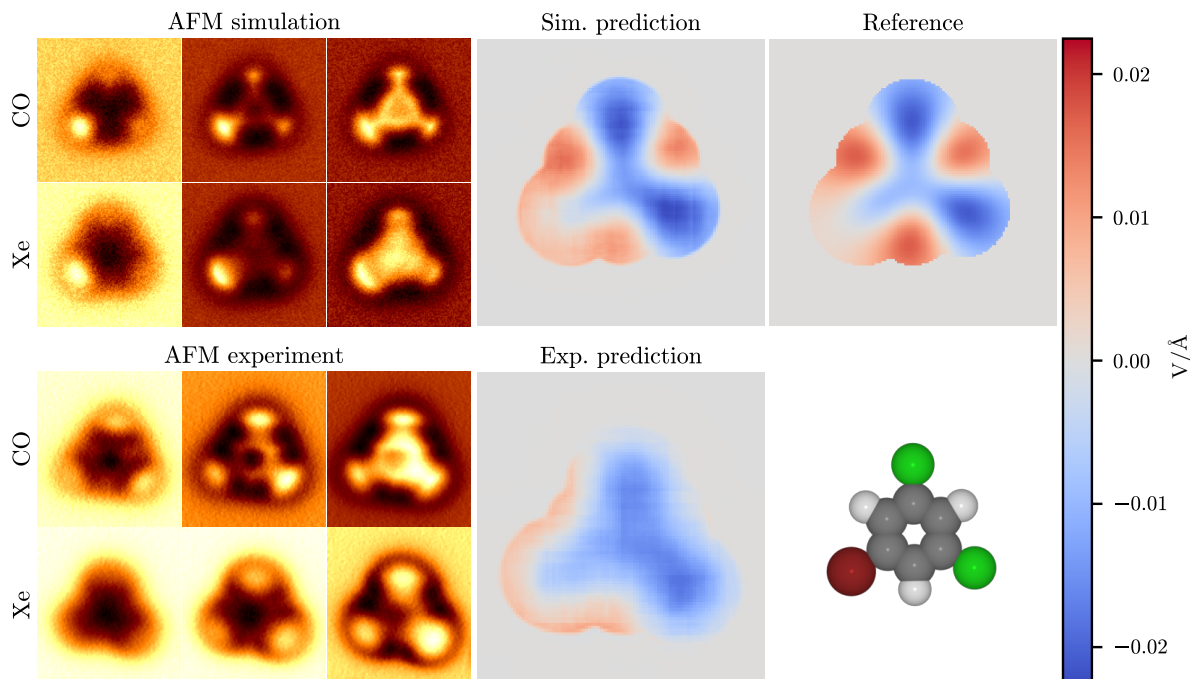 AFM simulation
Sim. prediction
Reference
CO
Xe
0.02
0.01
0.00
−0.01
−0.02
V/Å
AFM experiment
Exp. prediction
CO
Xe